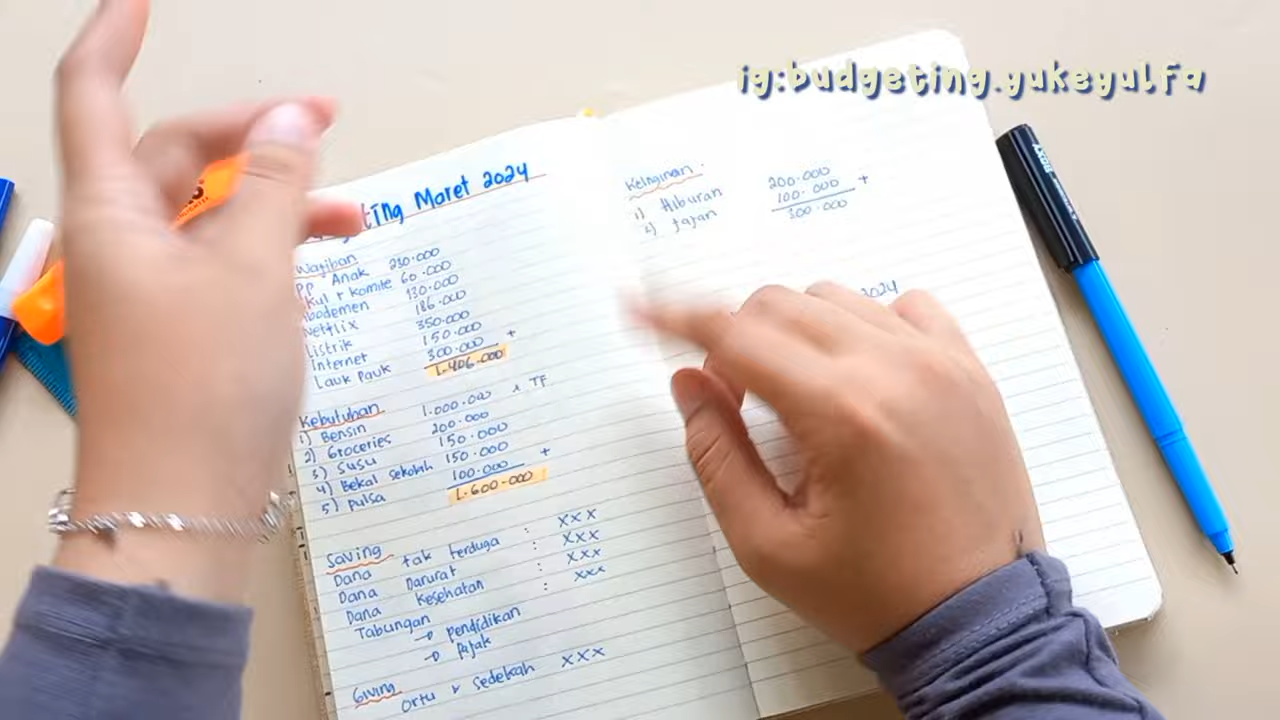 ig:budgeting.yukeyulfa
ting Maret 2024
Wajiban
PP Anak 230.000
kul + Komite 60.000
bodemen 130.000
Netflix 186.000
Listrik 350.000
Internet 150.000
Lauk Pauk 300.000 +
1.406.000
Kebutuhan
1) Bensin 1.000.000 + TF
2) Groceries 200.000
3) Susu 150.000
4) Bekal sekolah 150.000
5) Pulsa 100.000 +
1.600.000
Saving
Dana tak terduga : XXX
Dana Darurat : XXX
Dana Kesehatan : XXX
Tabungan : XXX
→ pendidikan
→ Pajak
Giving
Ortu & Sedekah XXX
Keinginan
1) Hiburan 200.000
2) Jajan 100.000 +
300.000
2024